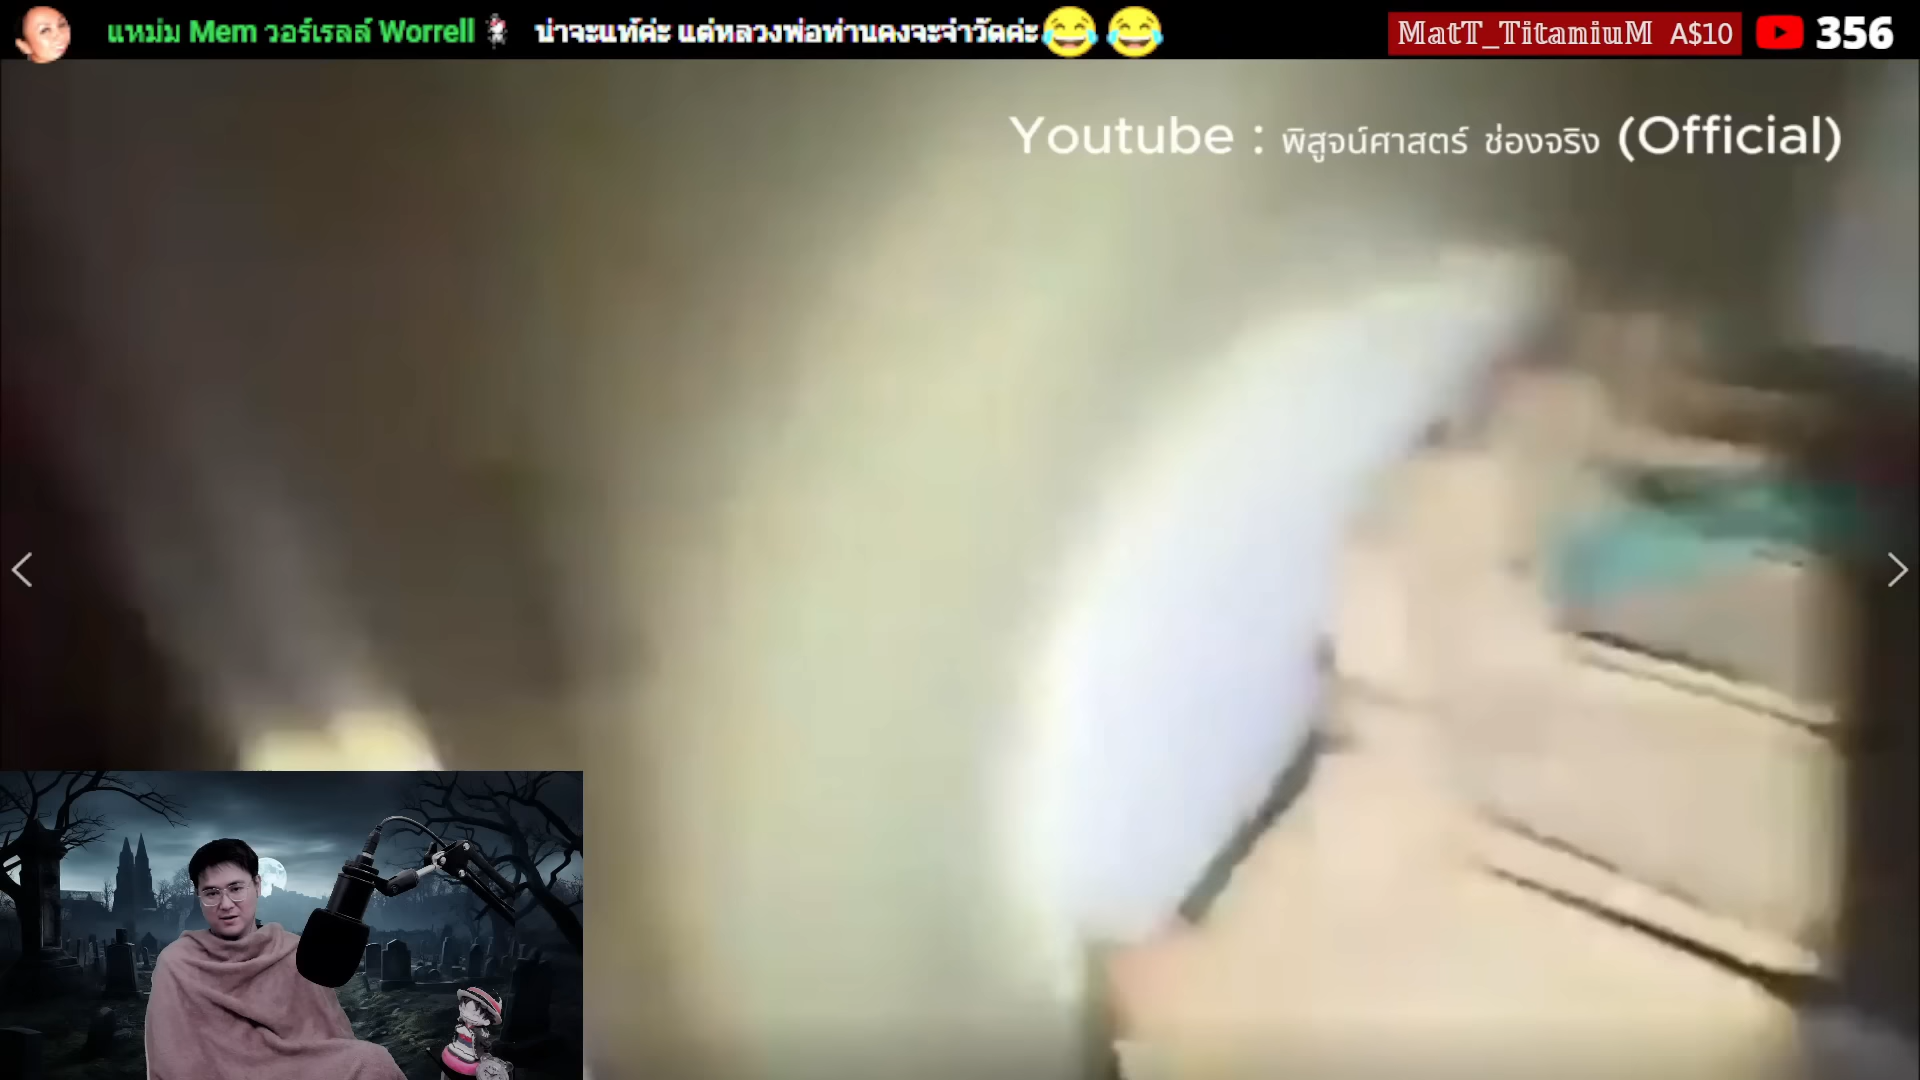 แหม่ม Mem วอร์เรลล์ Worrell น่าจะแท้ค่ะ แต่หลวงพ่อท่านคงจะจำวัดค่ะ😂😂
MatT_TitaniuM A$10 356
Youtube : พิสูจน์ศาสตร์ ช่องจริง (Official)